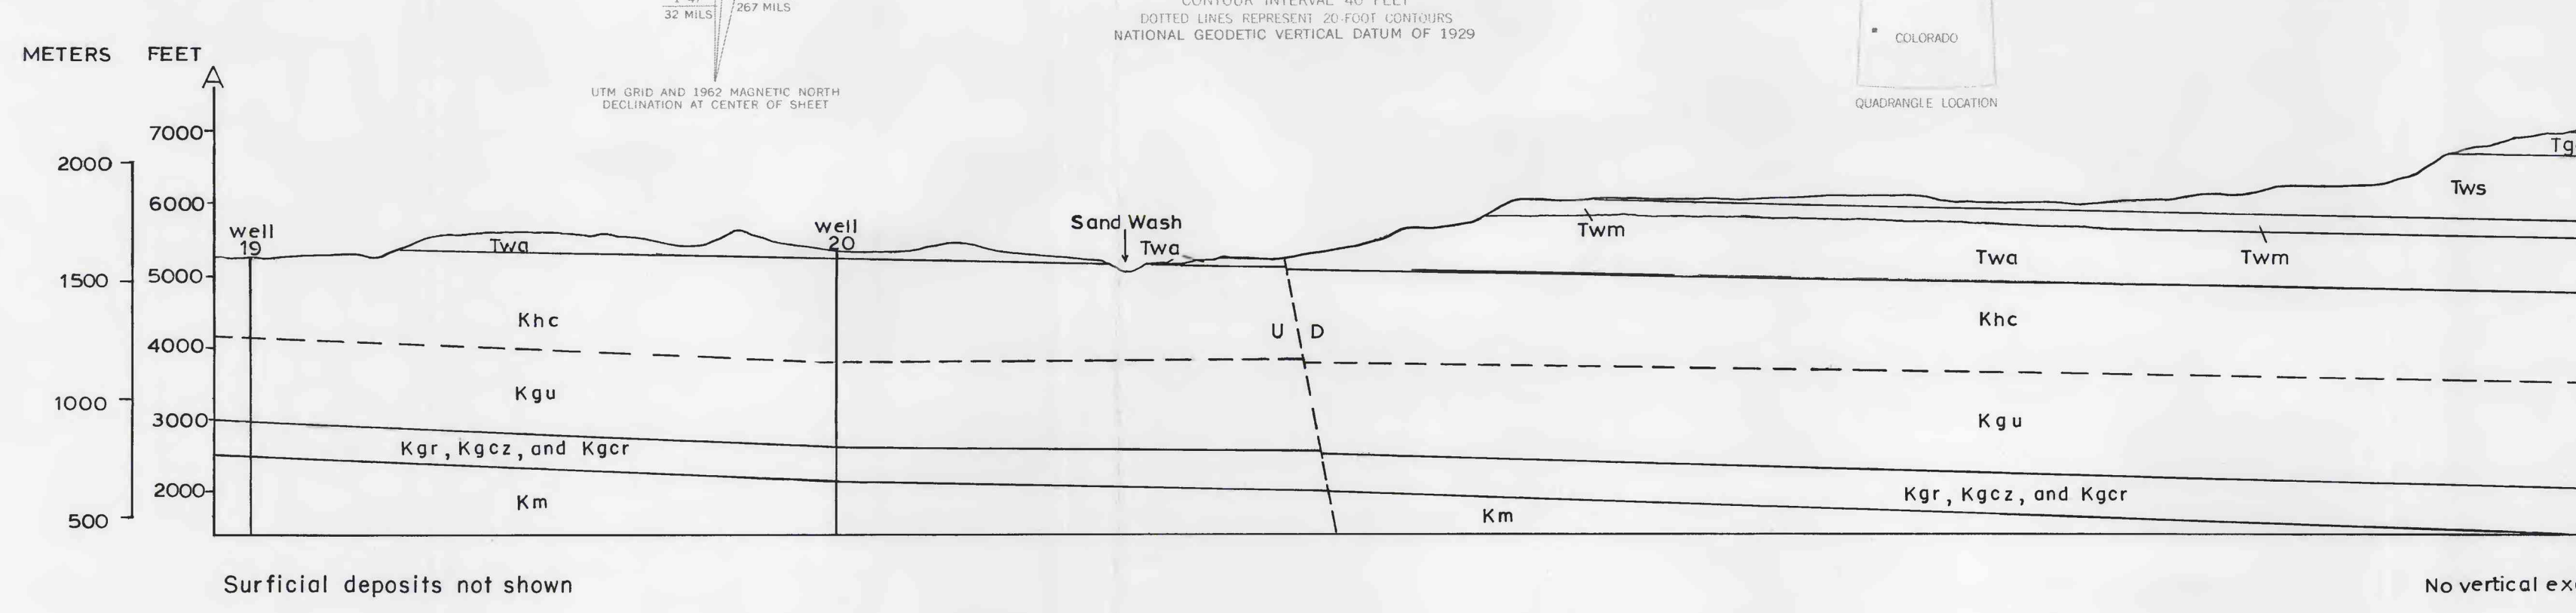 32 MILS
267 MILS
CONTOUR INTERVAL 40 FEET
DOTTED LINES REPRESENT 20-FOOT CONTOURS
NATIONAL GEODETIC VERTICAL DATUM OF 1929
COLORADO
QUADRANGLE LOCATION
UTM GRID AND 1962 MAGNETIC NORTH
DECLINATION AT CENTER OF SHEET
METERS FEET
A
7000
2000
6000
1500
5000
4000
1000
3000
2000
500
well
19
Twa
well
20
Sand Wash
Twa
Twm
Twa
Twm
Tws
Tg
Khc
U D
Khc
Kgu
Kgu
Kgr, Kgcz, and Kgcr
Kgr, Kgcz, and Kgcr
Km
Km
Surficial deposits not shown
No vertical ex